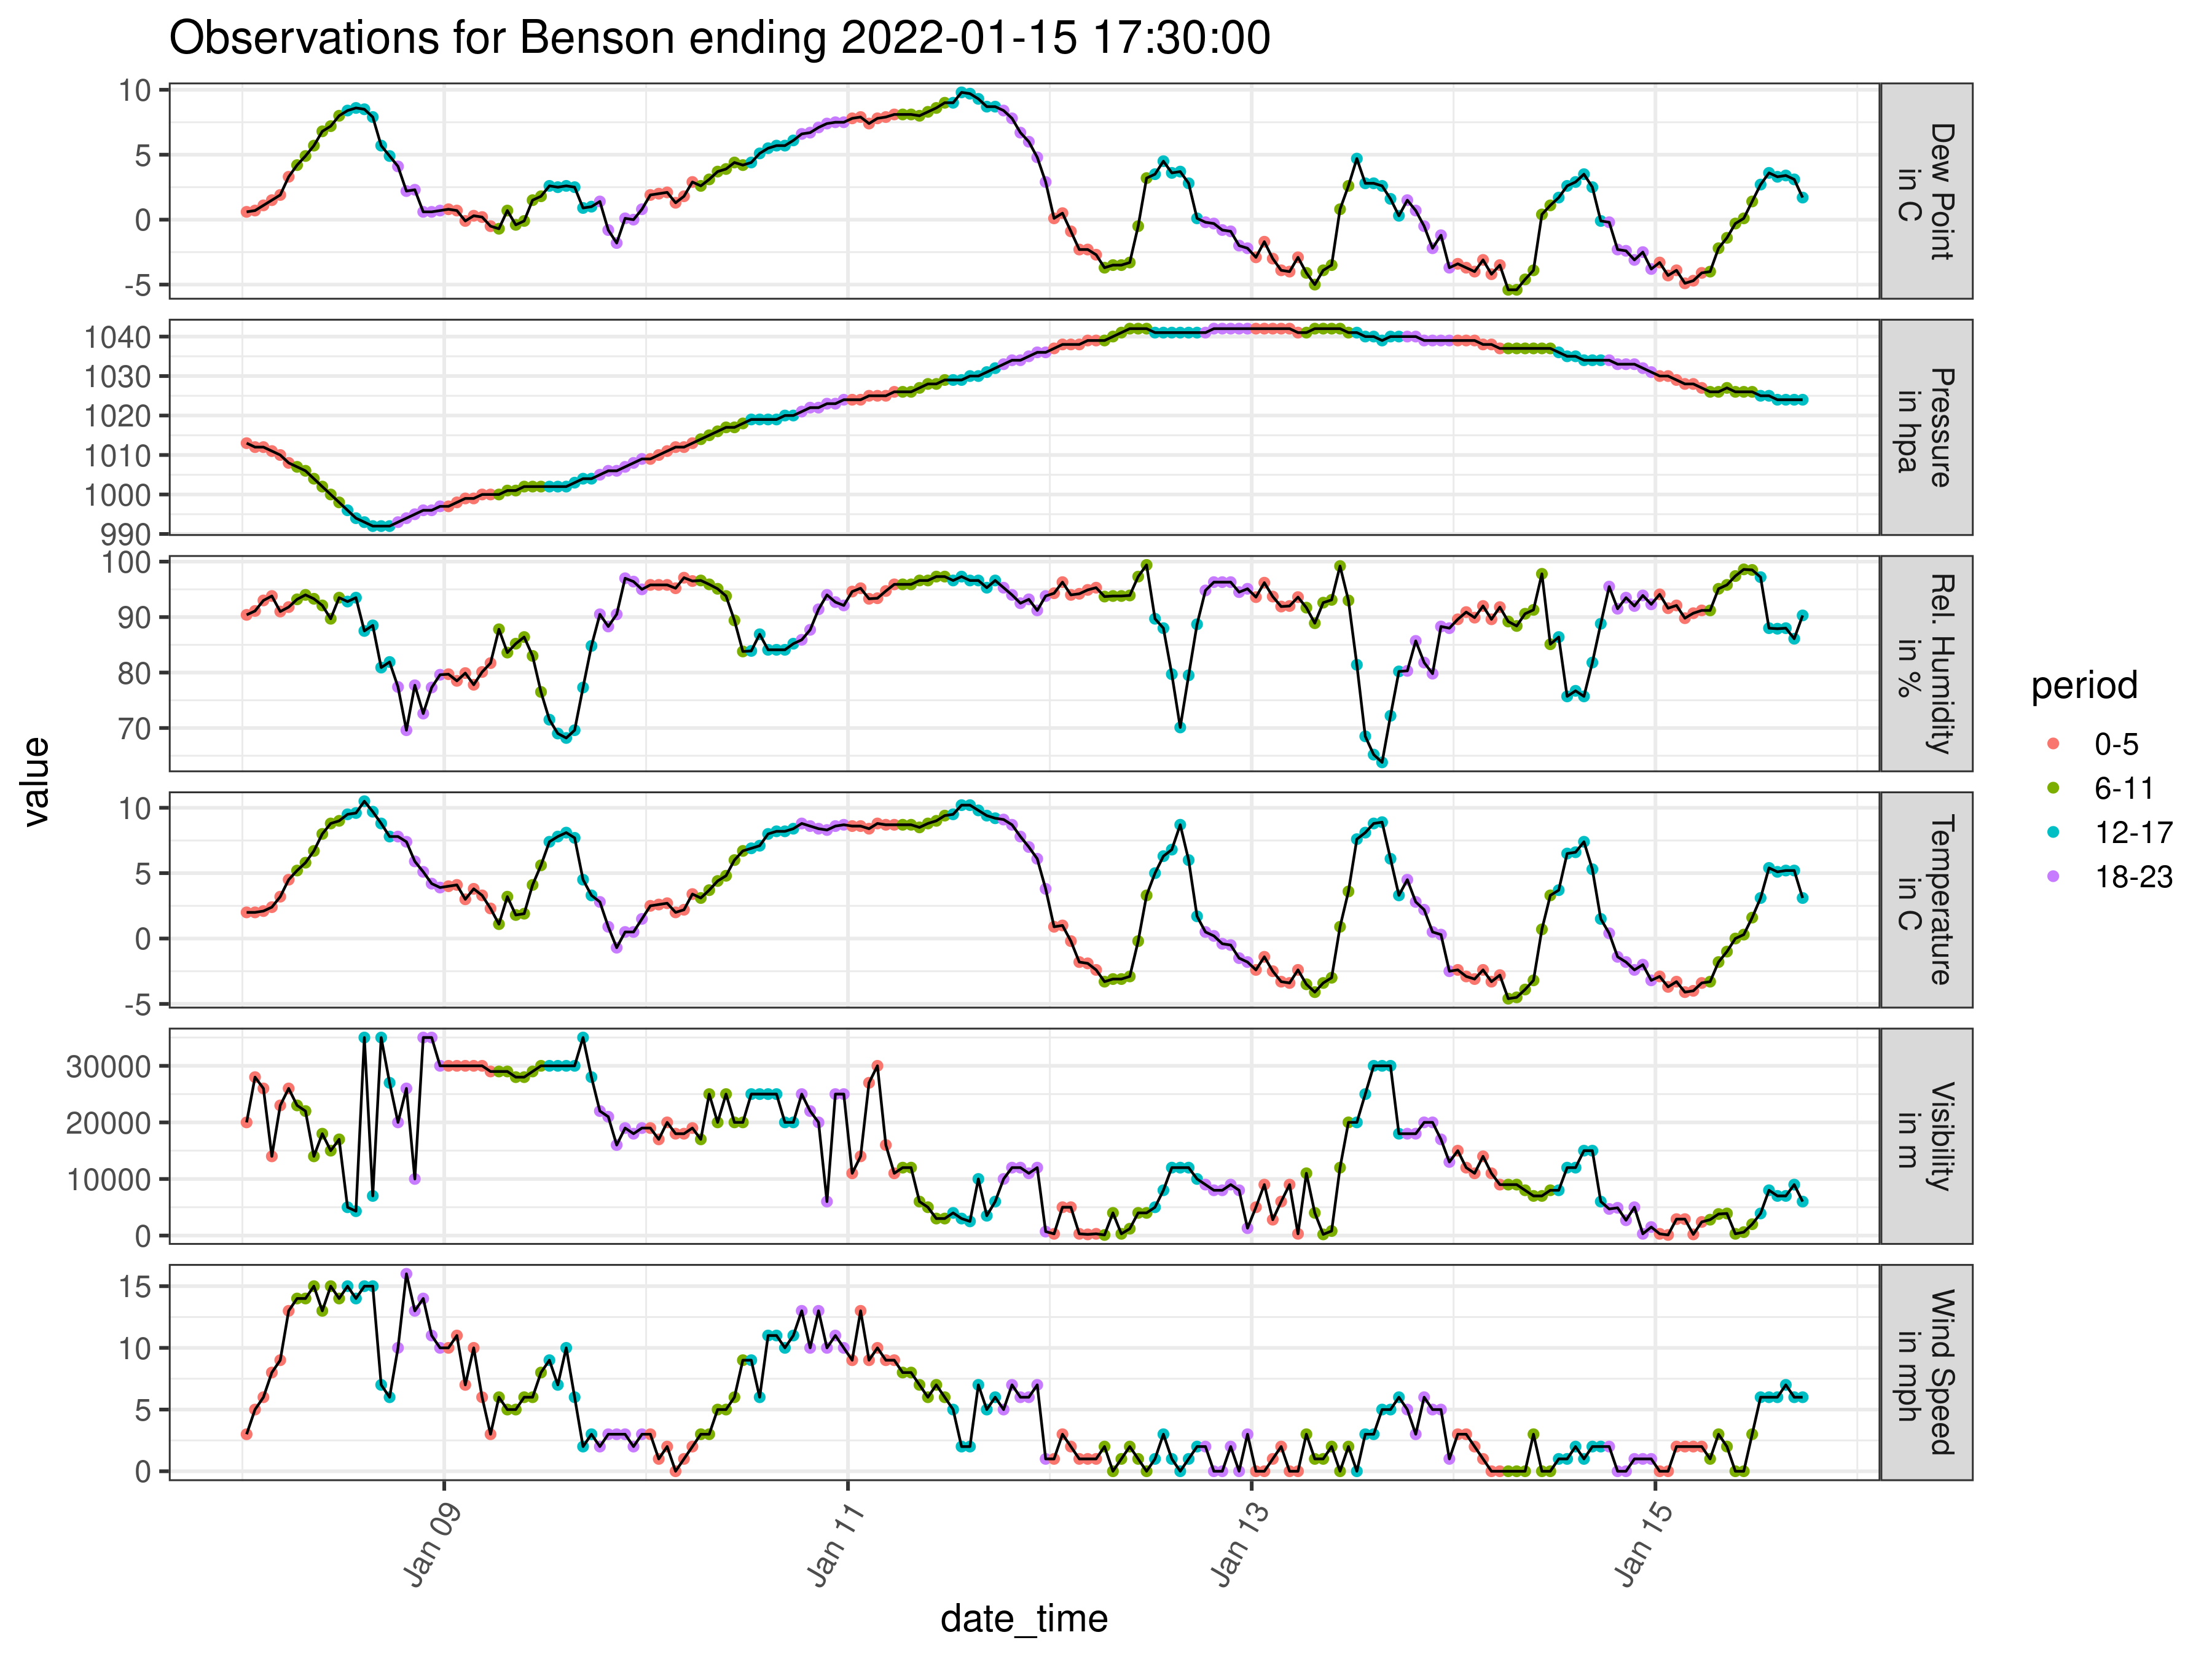 Observations for Benson ending 2022-01-15 17:30:00
10
5
0
-5
Dew Point
in C
1040
1030
1020
1010
1000
990
Pressure
in hpa
100
90
80
70
Rel. Humidity
in %
10
5
0
-5
Temperature
in C
30000
20000
10000
0
Visibility
in m
15
10
5
0
Wind Speed
in mph
value
Jan 09
Jan 11
Jan 13
Jan 15
date_time
period
0-5
6-11
12-17
18-23